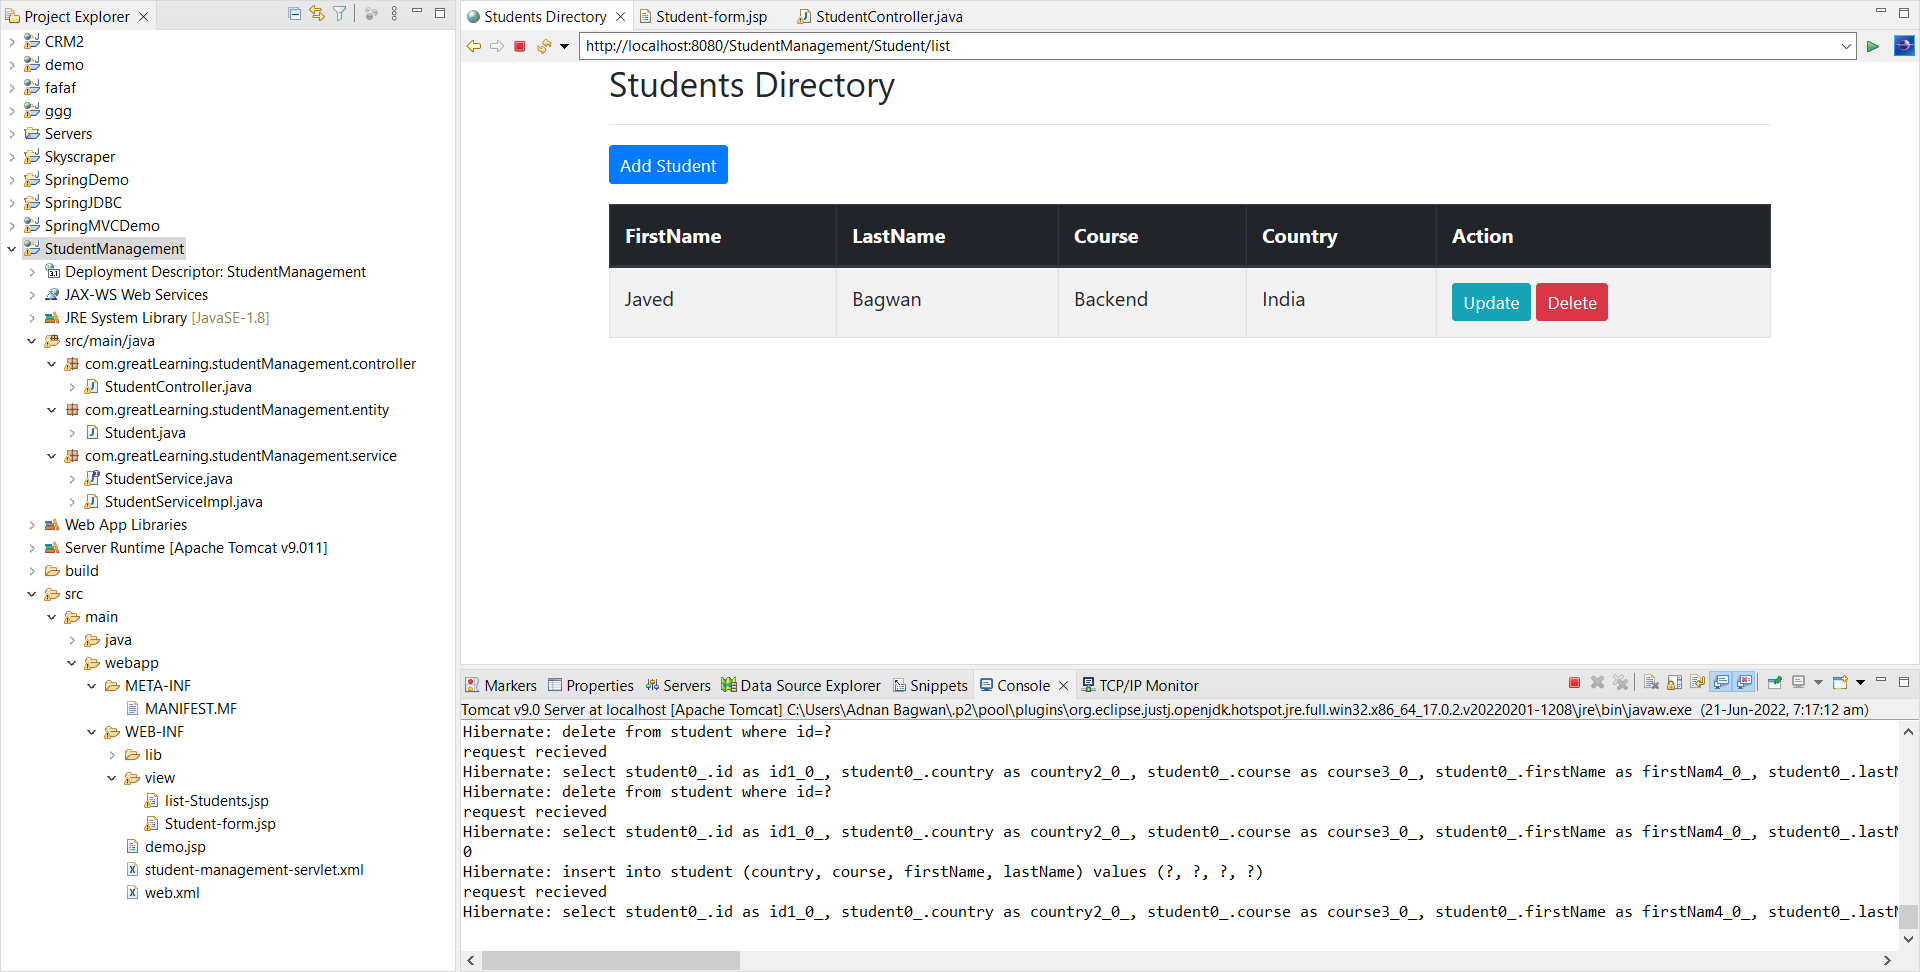 Project Explorer
CRM2
demo
fafaf
ggg
Servers
Skyscraper
SpringDemo
SpringJDBC
SpringMVCDemo
StudentManagement
Deployment Descriptor: StudentManagement
JAX-WS Web Services
JRE System Library [JavaSE-1.8]
src/main/java
com.greatLearning.studentManagement.controller
StudentController.java
com.greatLearning.studentManagement.entity
Student.java
com.greatLearning.studentManagement.service
StudentService.java
StudentServiceImpl.java
Web App Libraries
Server Runtime [Apache Tomcat v9.011]
build
src
main
java
webapp
META-INF
MANIFEST.MF
WEB-INF
lib
view
list-Students.jsp
Student-form.jsp
demo.jsp
student-management-servlet.xml
web.xml
Students Directory Student-form.jsp StudentController.java
http://localhost:8080/StudentManagement/Student/list
Students Directory
Add Student
FirstName LastName Course Country Action
Javed Bagwan Backend India Update Delete
Markers Properties Servers Data Source Explorer Snippets Console TCP/IP Monitor
Tomcat v9.0 Server at localhost [Apache Tomcat] C:\Users\Adnan Bagwan\.p2\pool\plugins\org.eclipse.justj.openjdk.hotspot.jre.full.win32.x86_64_17.0.2.v20220201-1208\jre\bin\javaw.exe (21-Jun-2022, 7:17:12 am)
Hibernate: delete from student where id=?
request recieved
Hibernate: select student0_.id as id1_0_, student0_.country as country2_0_, student0_.course as course3_0_, student0_.firstName as firstNam4_0_, student0_.last
Hibernate: delete from student where id=?
request recieved
Hibernate: select student0_.id as id1_0_, student0_.country as country2_0_, student0_.course as course3_0_, student0_.firstName as firstNam4_0_, student0_.last
0
Hibernate: insert into student (country, course, firstName, lastName) values (?, ?, ?, ?)
request recieved
Hibernate: select student0_.id as id1_0_, student0_.country as country2_0_, student0_.course as course3_0_, student0_.firstName as firstNam4_0_, student0_.last